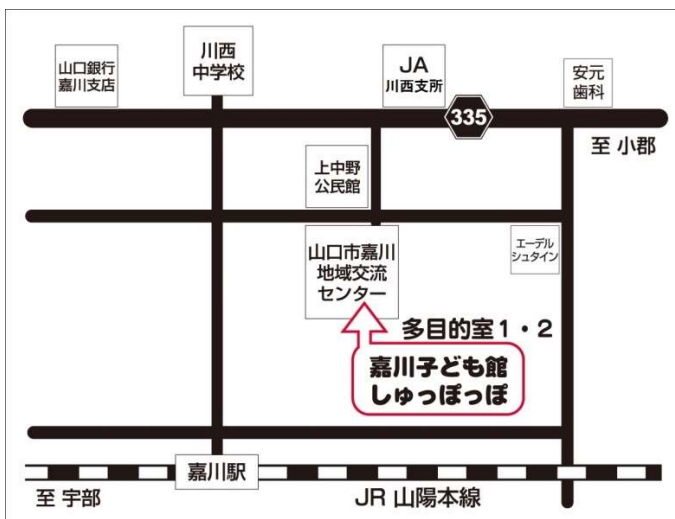 山口銀行
嘉川支店
川西
中学校
JA
川西支所
安元
歯科
335
至 小郡
上中野
公民館
山口市嘉川
地域交流
センター
エーデル
シュタイン
多目的室1・2
嘉川子ども館
しゅっぽっぽ
嘉川駅
至 宇部
JR 山陽本線